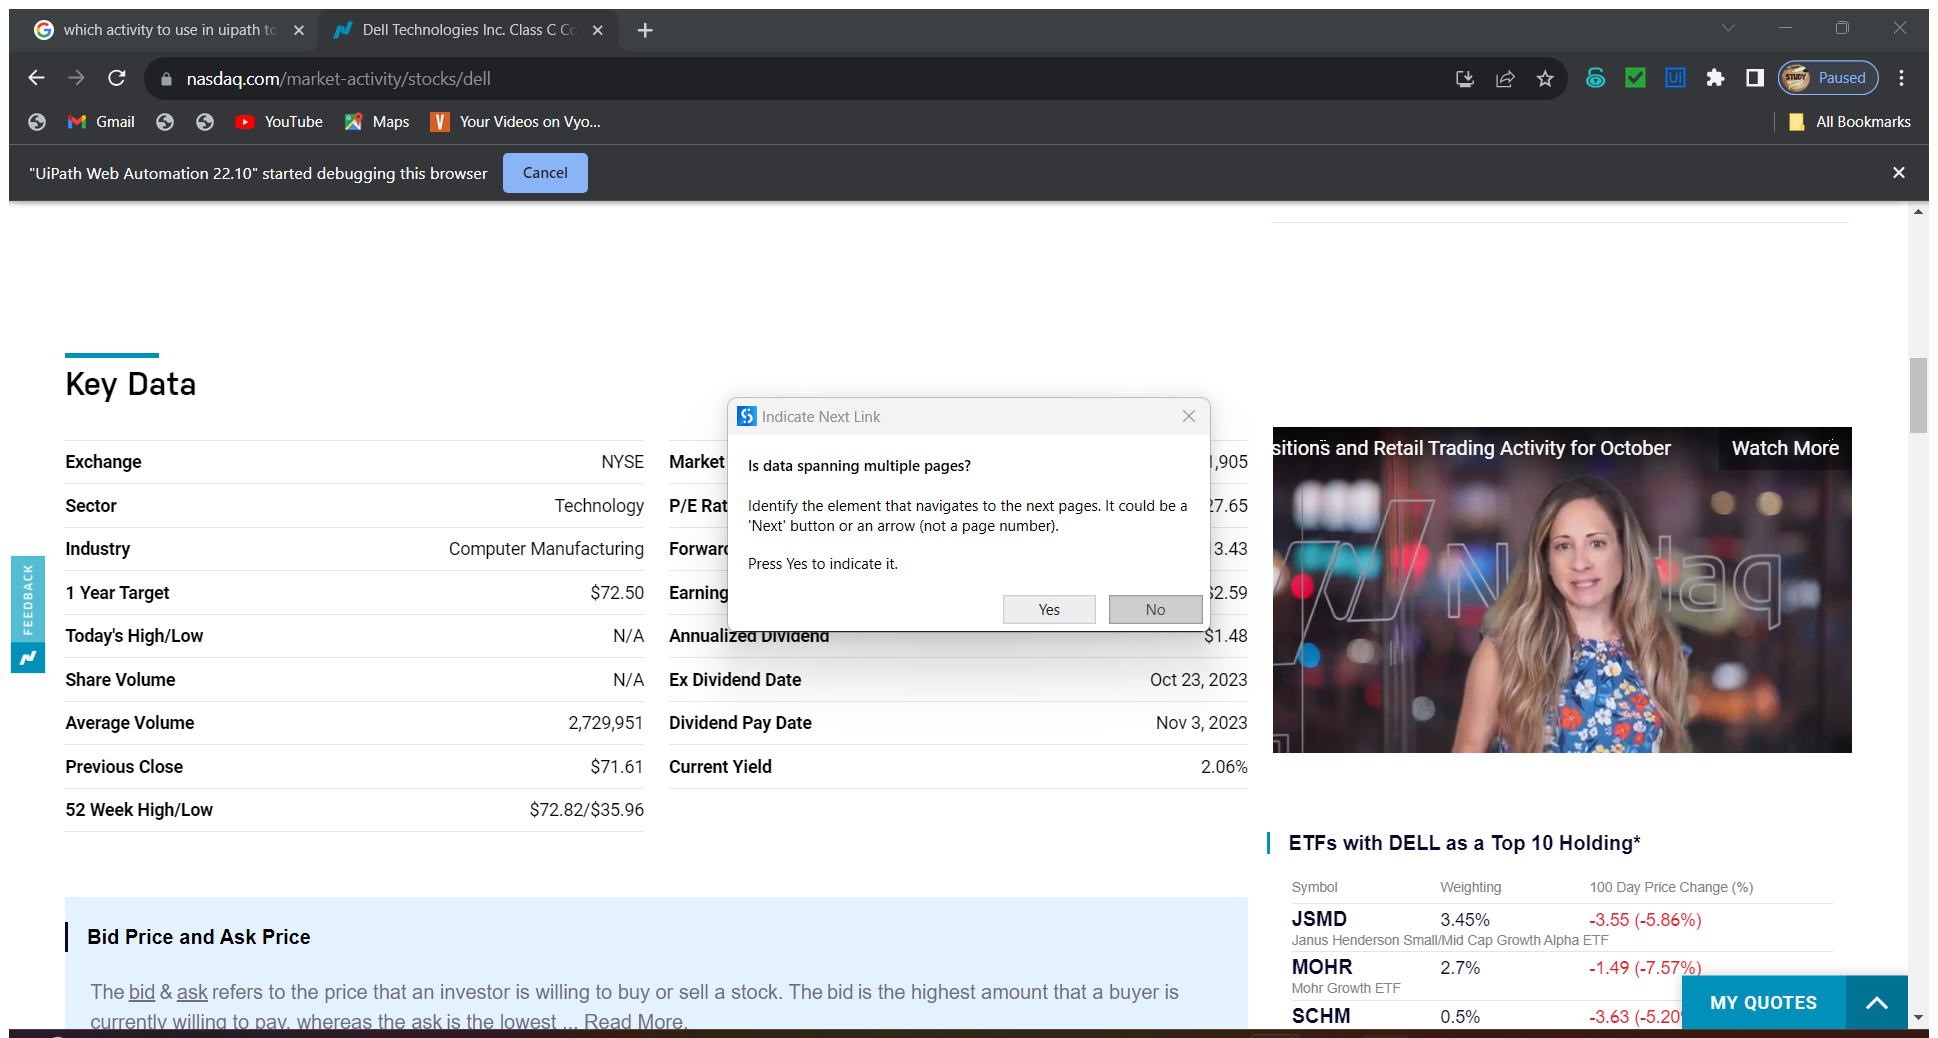 which activity to use in uipath to
Dell Technologies Inc. Class C Co
nasdaq.com/market-activity/stocks/dell
Ui
STUDY
Paused
Gmail
YouTube
Maps
V
Your Videos on Vyo...
All Bookmarks
"UiPath Web Automation 22.10" started debugging this browser
Cancel
Key Data
Exchange NYSE
Sector Technology
Industry Computer Manufacturing
1 Year Target $72.50
Today's High/Low N/A
Share Volume N/A
Average Volume 2,729,951
Previous Close $71.61
52 Week High/Low $72.82/$35.96
Market 1,905
P/E Rat 27.65
Forward 13.43
Earning $2.59
Annualized Dividend $1.48
Ex Dividend Date Oct 23, 2023
Dividend Pay Date Nov 3, 2023
Current Yield 2.06%
Indicate Next Link
Is data spanning multiple pages?
Identify the element that navigates to the next pages. It could be a
'Next' button or an arrow (not a page number).
Press Yes to indicate it.
Yes
No
FEEDBACK
sitions and Retail Trading Activity for October
Watch More
Nasdaq
ETFs with DELL as a Top 10 Holding*
Symbol Weighting 100 Day Price Change (%)
JSMD 3.45% -3.55 (-5.86%)
Janus Henderson Small/Mid Cap Growth Alpha ETF
MOHR 2.7% -1.49 (-7.57%)
Mohr Growth ETF
SCHM 0.5% -3.63 (-5.20
MY QUOTES
Bid Price and Ask Price
The bid & ask refers to the price that an investor is willing to buy or sell a stock. The bid is the highest amount that a buyer is
currently willing to pay, whereas the ask is the lowest ... Read More.